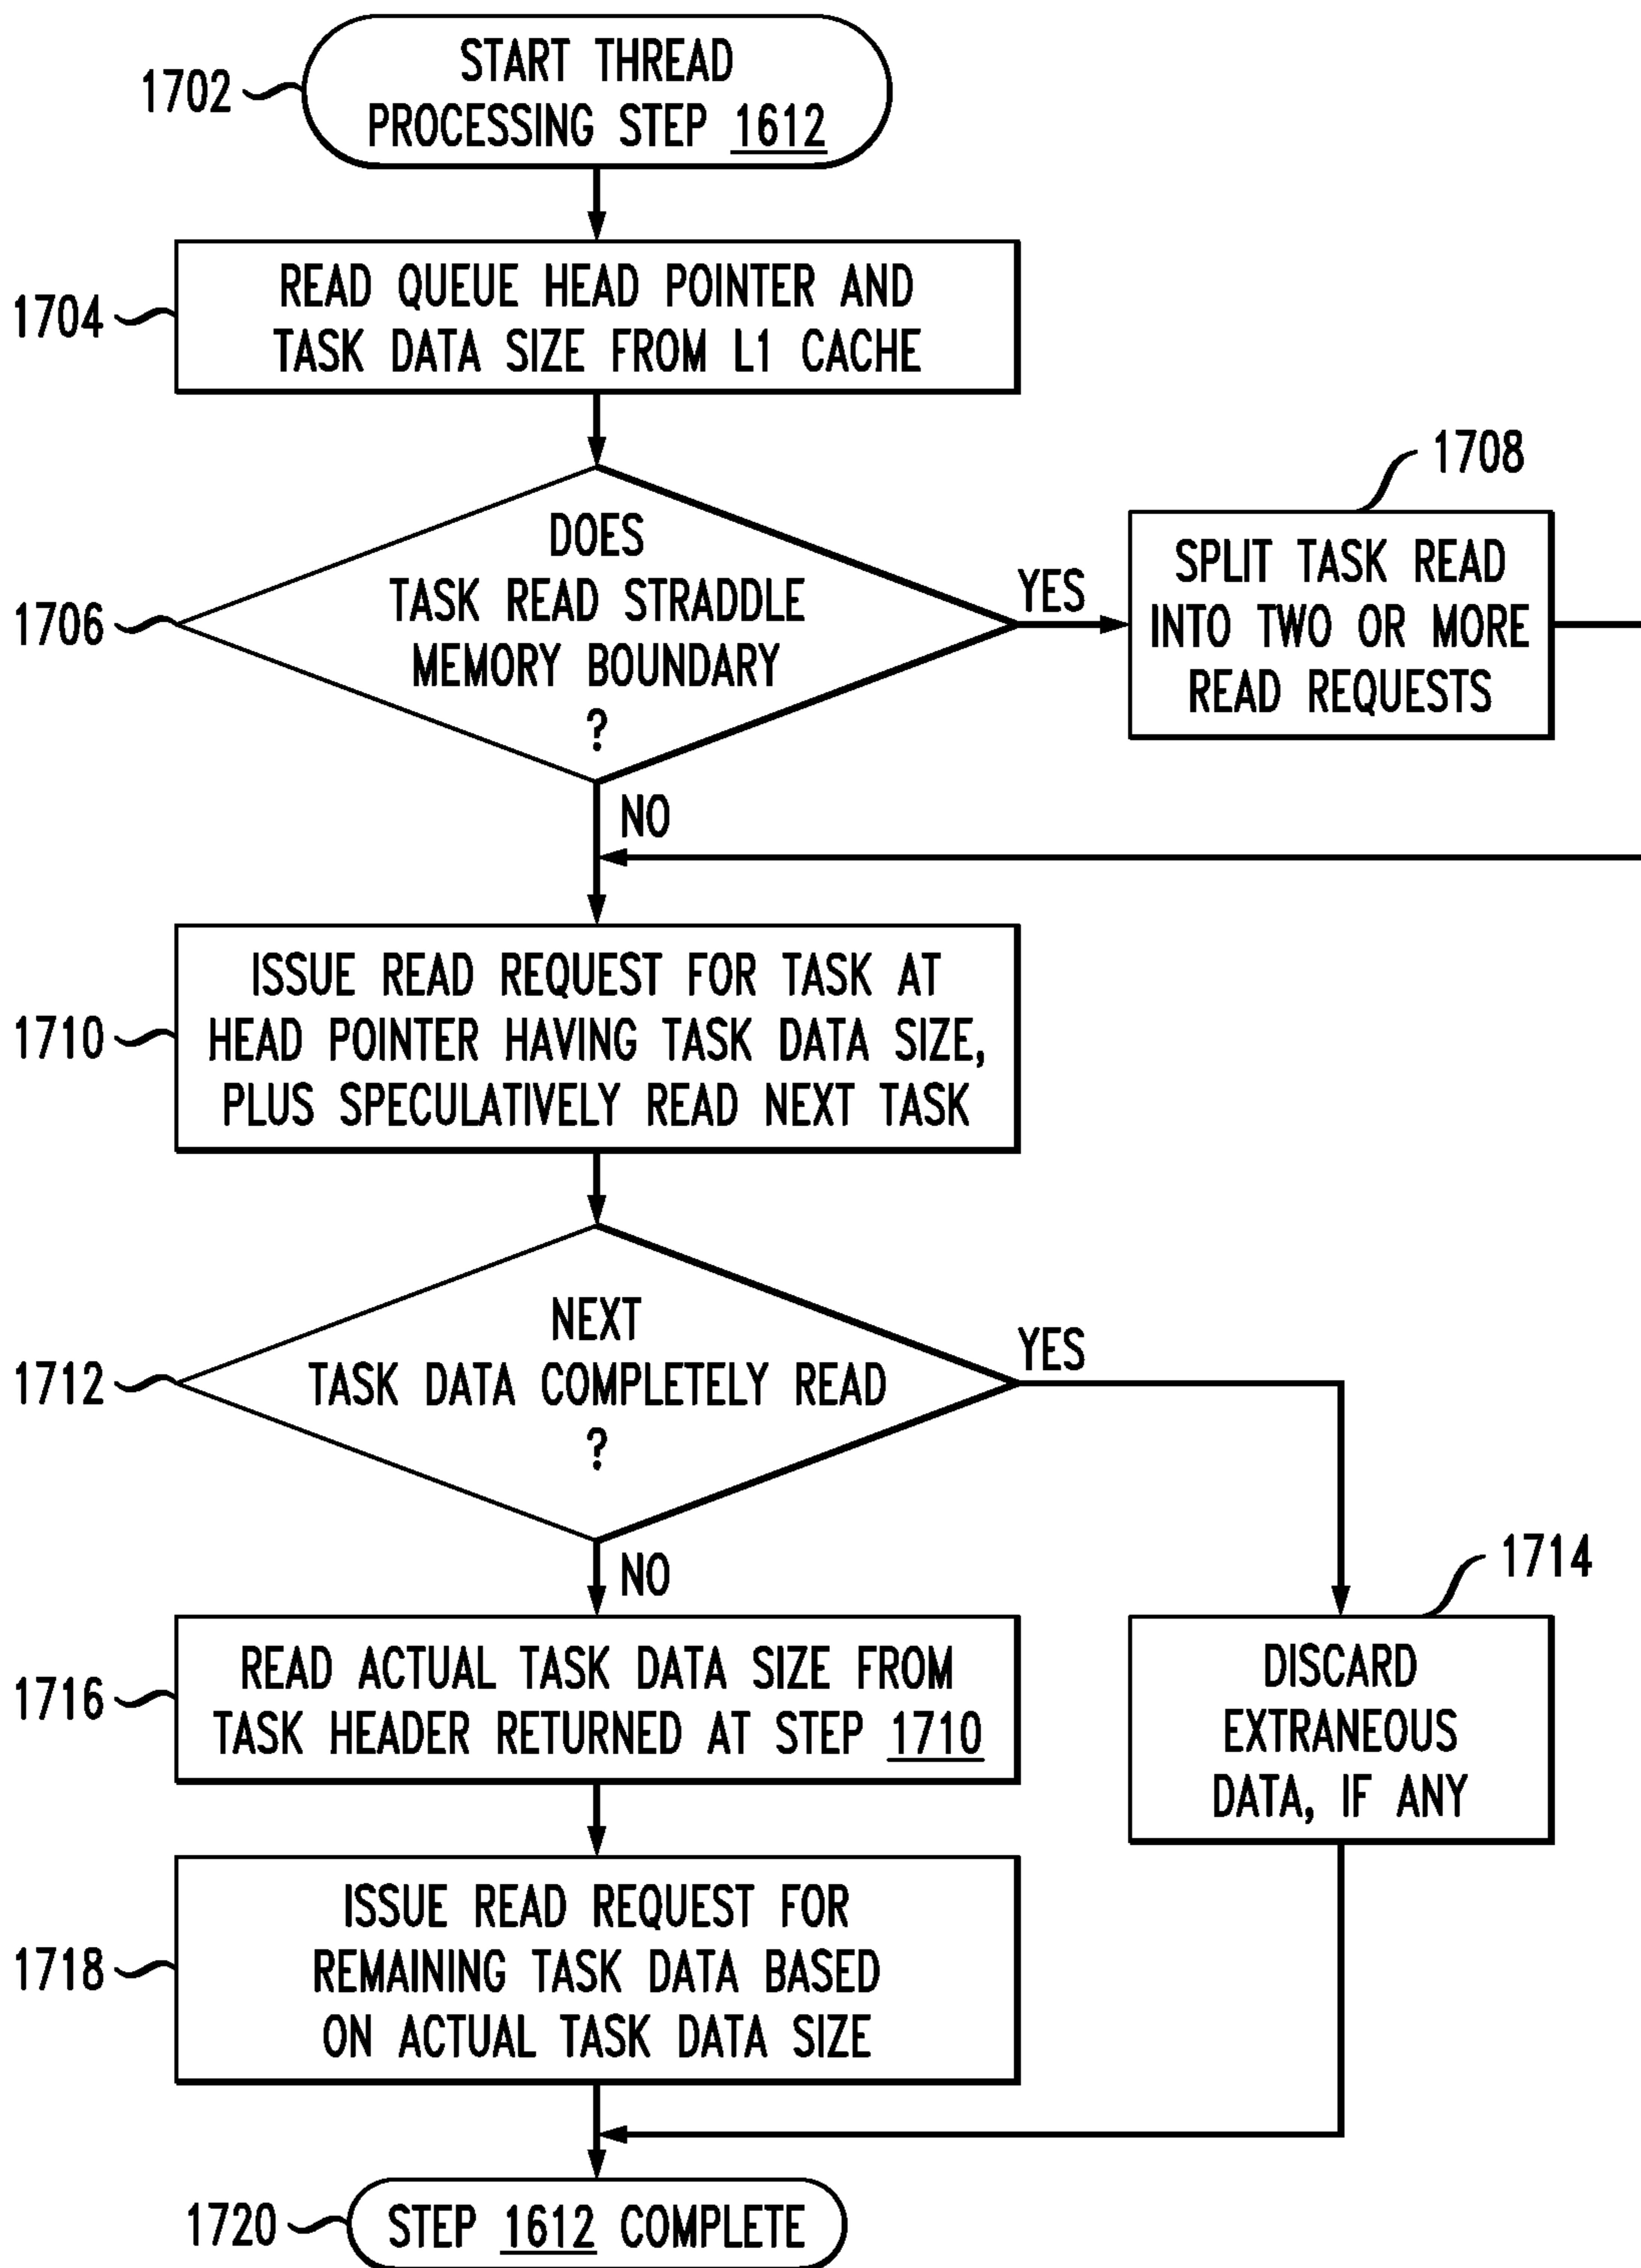 1702
START THREAD
PROCESSING STEP 1612
1704
READ QUEUE HEAD POINTER AND
TASK DATA SIZE FROM L1 CACHE
1706
DOES
TASK READ STRADDLE
MEMORY BOUNDARY
?
YES
1708
SPLIT TASK READ
INTO TWO OR MORE
READ REQUESTS
NO
1710
ISSUE READ REQUEST FOR TASK AT
HEAD POINTER HAVING TASK DATA SIZE,
PLUS SPECULATIVELY READ NEXT TASK
1712
NEXT
TASK DATA COMPLETELY READ
?
YES
1714
DISCARD
EXTRANEOUS
DATA, IF ANY
NO
1716
READ ACTUAL TASK DATA SIZE FROM
TASK HEADER RETURNED AT STEP 1710
1718
ISSUE READ REQUEST FOR
REMAINING TASK DATA BASED
ON ACTUAL TASK DATA SIZE
1720
STEP 1612 COMPLETE